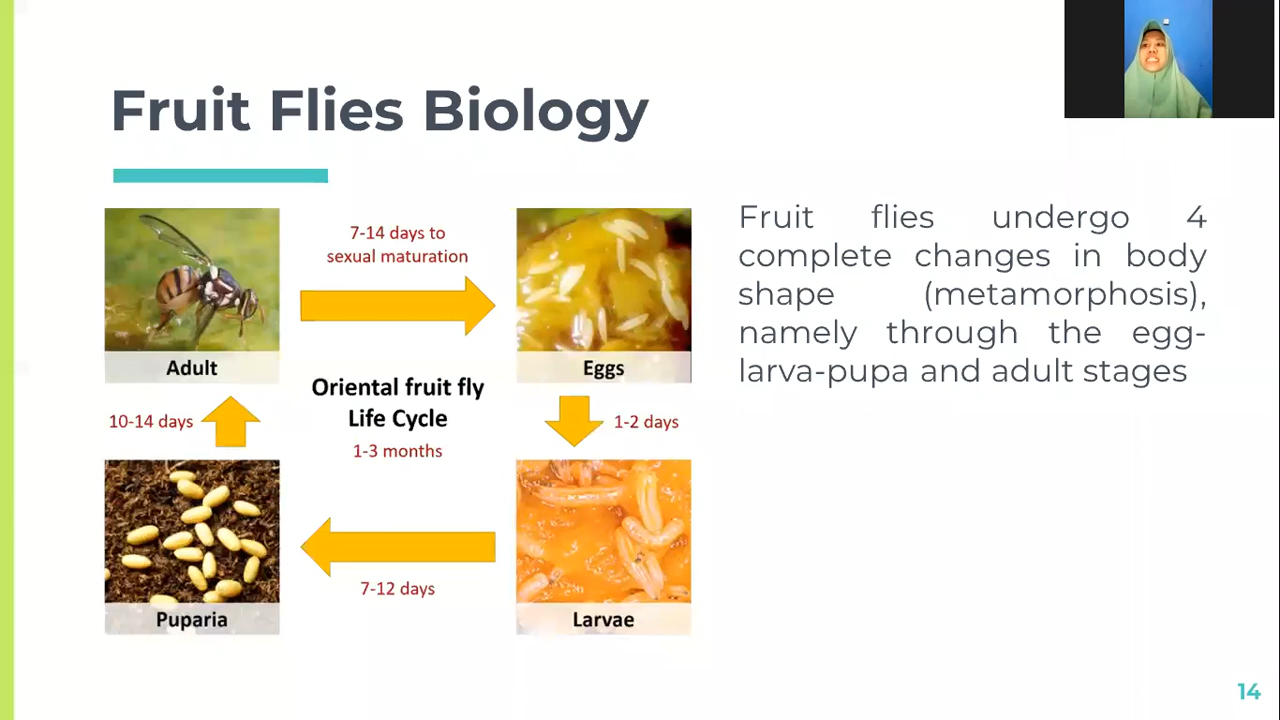 Fruit Flies Biology
7-14 days to
sexual maturation
Adult
Eggs
Oriental fruit fly
Life Cycle
1-3 months
10-14 days
1-2 days
Puparia
7-12 days
Larvae
Fruit flies undergo 4
complete changes in body
shape (metamorphosis),
namely through the egg-
larva-pupa and adult stages
14